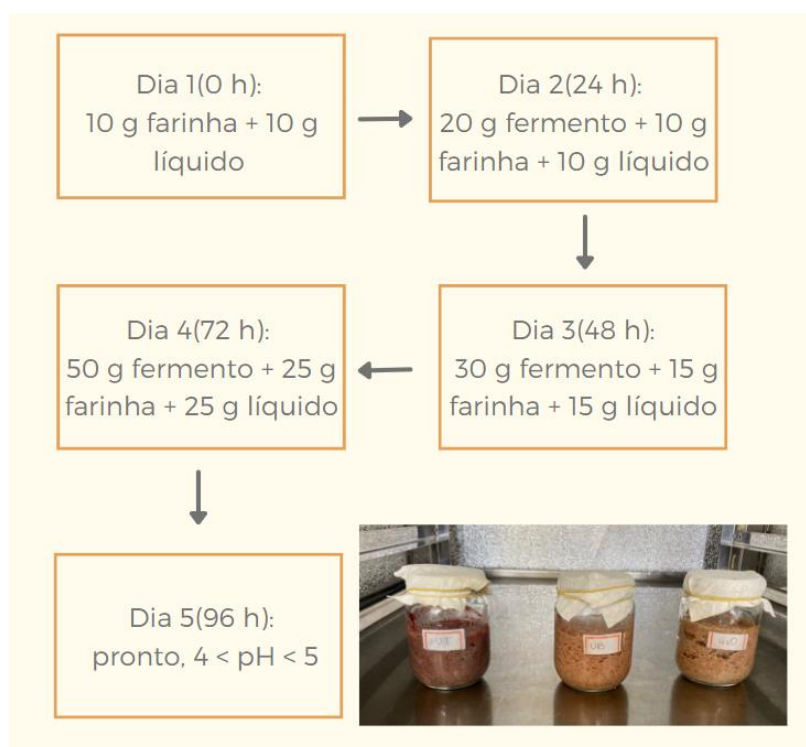 Dia 1(0 h):
10 g farinha + 10 g
líquido
Dia 2(24 h):
20 g fermento + 10 g
farinha + 10 g líquido
Dia 3(48 h):
30 g fermento + 15 g
farinha + 15 g líquido
Dia 4(72 h):
50 g fermento + 25 g
farinha + 25 g líquido
Dia 5(96 h):
pronto, 4 < pH < 5